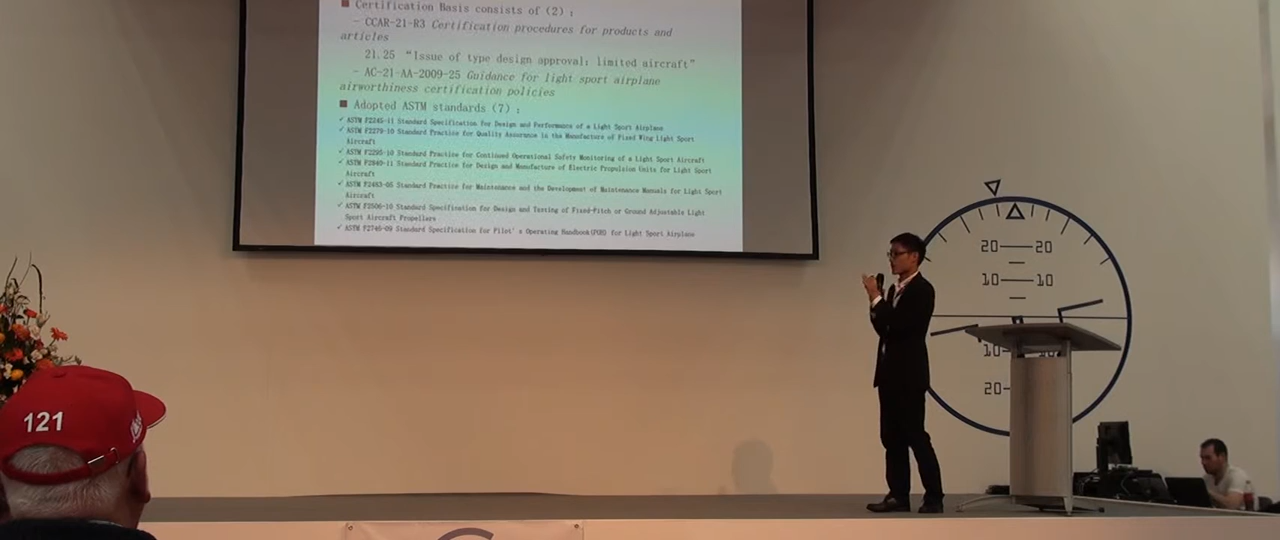 ■ Certification Basis consists of (2) :
– CCAR-21-R3 Certification procedures for products and
articles
21.25 “Issue of type design approval: limited aircraft”
– AC-21-AA-2009-25 Guidance for light sport airplane
airworthiness certification policies
■ Adopted ASTM standards (7) :
✓ ASTM F2245-11 Standard Specification for Design and Performance of a Light Sport Airplane
✓ ASTM F2279-10 Standard Practice for Quality Assurance in the Manufacture of Fixed Wing Light Sport
Aircraft
✓ ASTM F2295-10 Standard Practice for Continued Operational Safety Monitoring of a Light Sport Aircraft
✓ ASTM F2840-11 Standard Practice for Design and Manufacture of Electric Propulsion Units for Light Sport
Aircraft
✓ ASTM F2483-05 Standard Practice for Maintenance and the Development of Maintenance Manuals for Light Sport
Aircraft
✓ ASTM F2506-10 Standard Specification for Design and Testing of Fixed-Pitch or Ground Adjustable Light
Sport Aircraft Propellers
✓ ASTM F2746-09 Standard Specification for Pilot's Operating Handbook(POH) for Light Sport Airplane
20 20
10 10
10 10
20
121